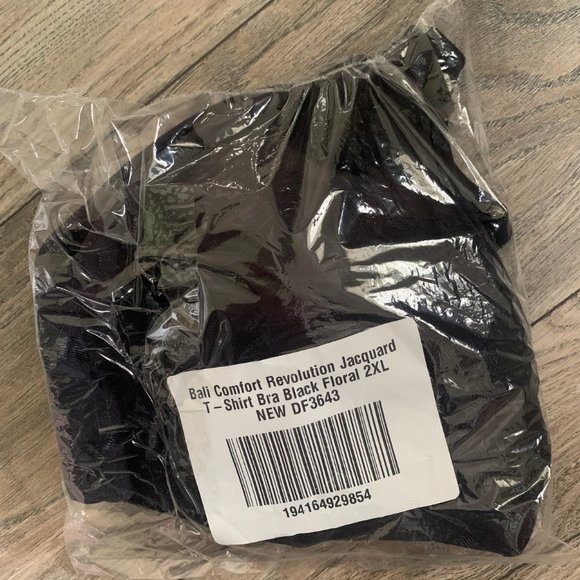 Bali Comfort Revolution Jacquard
T-Shirt Bra Black Floral 2XL
NEW DF3643
194164929854